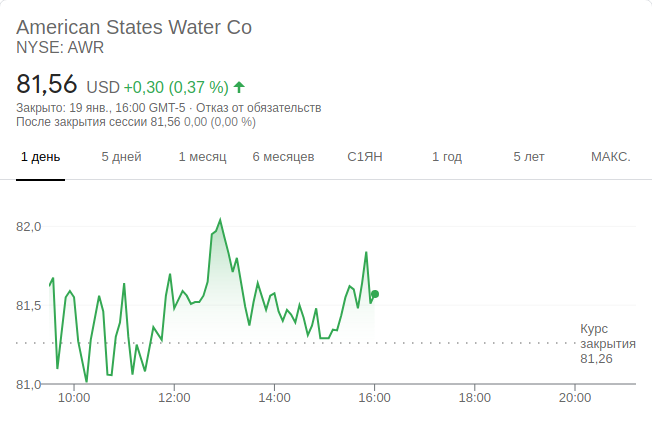 American States Water Co
NYSE: AWR
81,56 USD +0,30 (0,37 %)
Закрыто: 19 янв., 16:00 GMT-5 · Отказ от обязательств
После закрытия сессии 81,56 0,00 (0,00 %)
1 день 5 дней 1 месяц 6 месяцев С1ЯН 1 год 5 лет МАКС.
82,0
81,5
Курс
закрытия
81,26
81,0
10:00 12:00 14:00 16:00 18:00 20:00